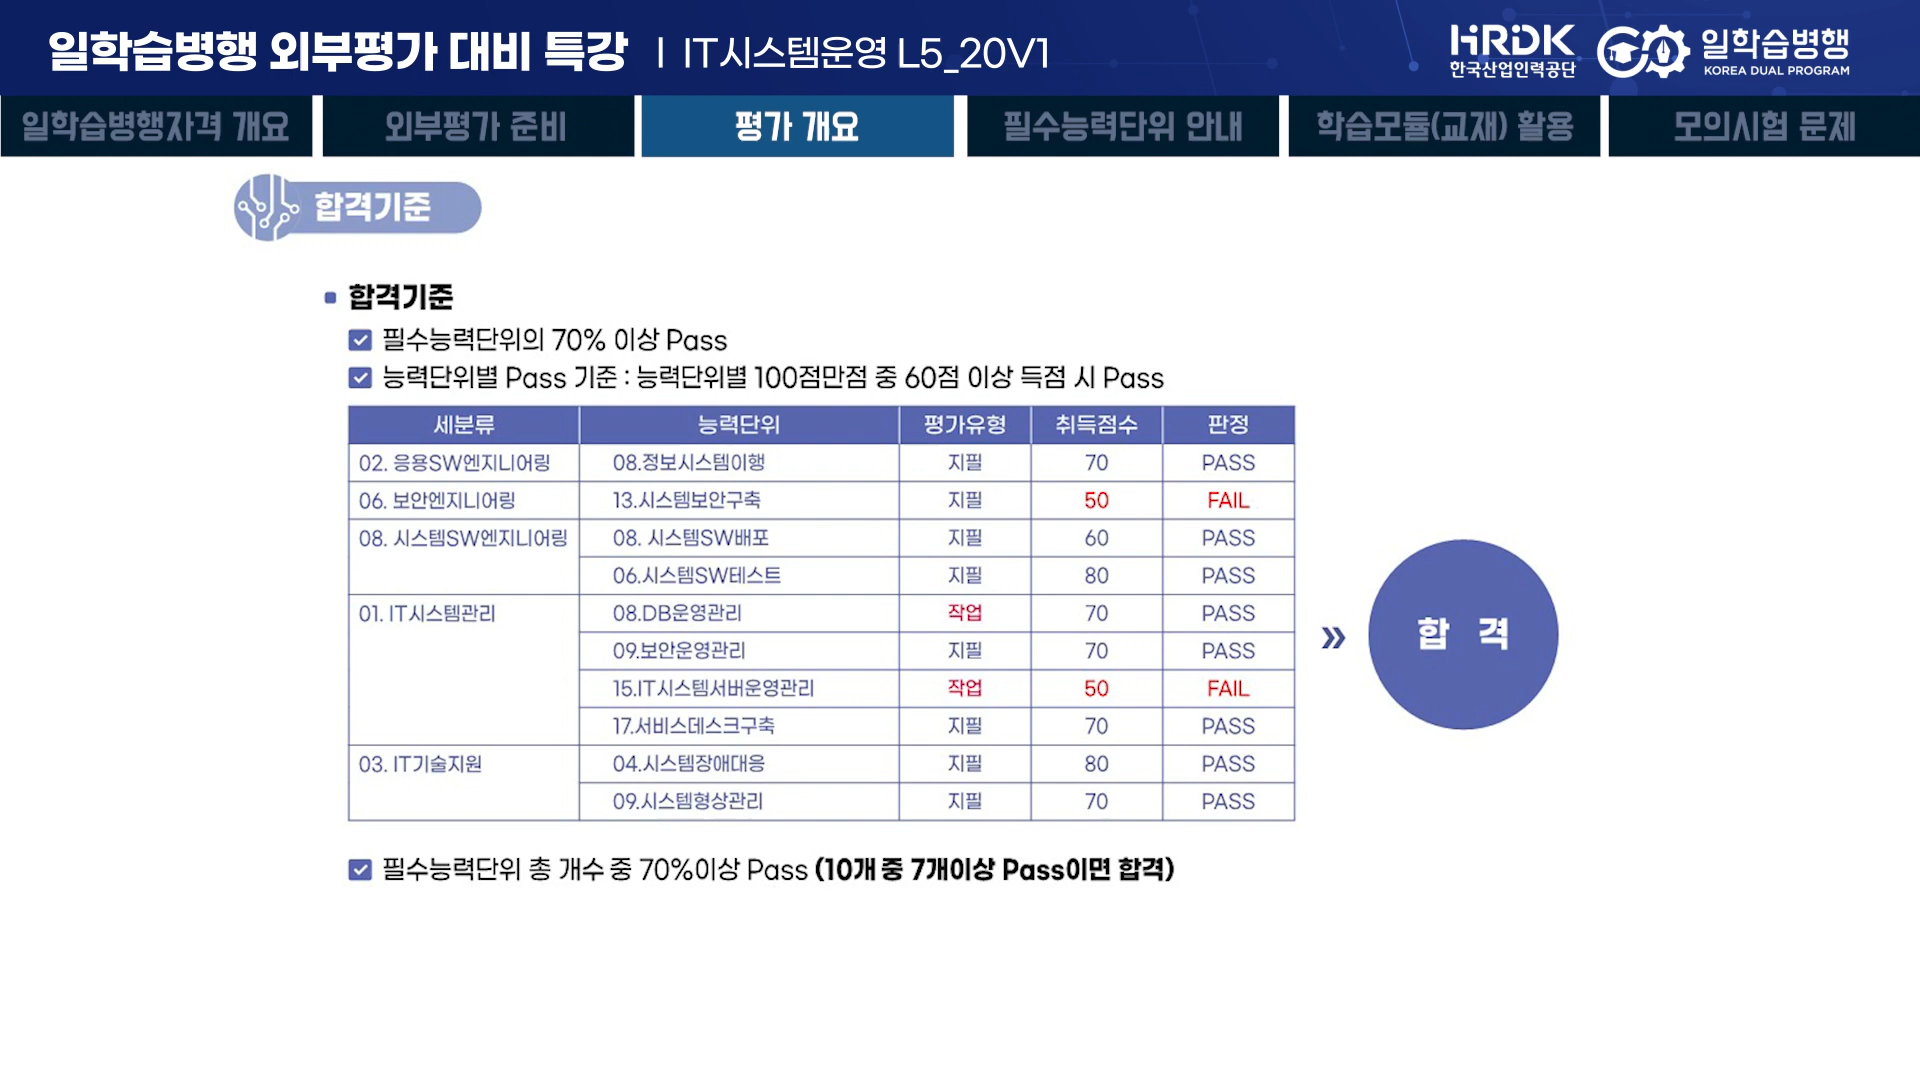 일학습병행 외부평가 대비 특강 | IT시스템운영 L5_20V1
HRDK 한국산업인력공단
일학습병행 KOREA DUAL PROGRAM
일학습병행자격 개요 외부평가 준비 평가 개요 필수능력단위 안내 학습모듈(교재) 활용 모의시험 문제
합격기준
합격기준
필수능력단위의 70% 이상 Pass
능력단위별 Pass 기준 : 능력단위별 100점만점 중 60점 이상 득점 시 Pass
세분류 능력단위 평가유형 취득점수 판정
02. 응용SW엔지니어링 08.정보시스템이행 지필 70 PASS
06. 보안엔지니어링 13.시스템보안구축 지필 50 FAIL
08. 시스템SW엔지니어링 08. 시스템SW배포 지필 60 PASS
06.시스템SW테스트 지필 80 PASS
01. IT시스템관리 08.DB운영관리 작업 70 PASS
09.보안운영관리 지필 70 PASS
15.IT시스템서버운영관리 작업 50 FAIL
17.서비스데스크구축 지필 70 PASS
03. IT기술지원 04.시스템장애대응 지필 80 PASS
09.시스템형상관리 지필 70 PASS
» 합 격
필수능력단위 총 개수 중 70%이상 Pass (10개 중 7개이상 Pass이면 합격)